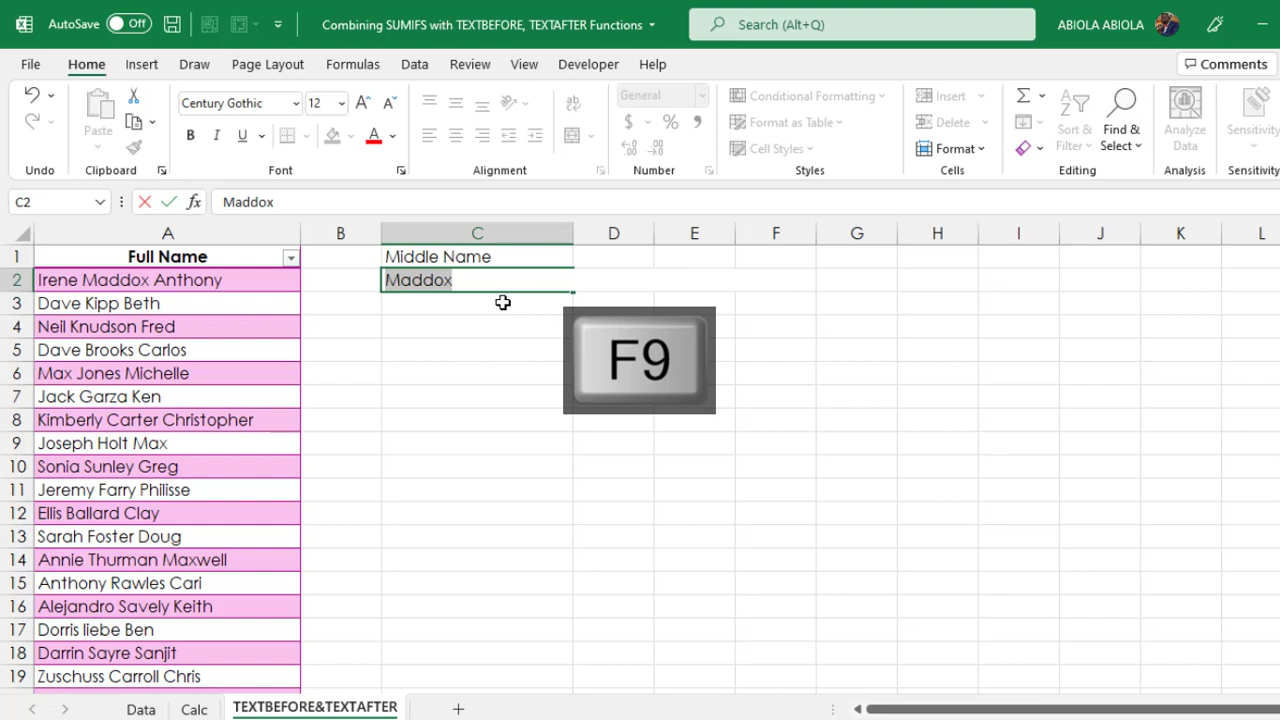 AutoSave Off Combining SUMIFS with TEXTBEFORE, TEXTAFTER Functions Search (Alt+Q) ABIOLA ABIOLA
File Home Insert Draw Page Layout Formulas Data Review View Developer Help Comments
Century Gothic 12 General Conditional Formatting Insert
Paste Format as Table Delete Sort & Filter Find & Select Analyze Data Sensitivity
B I U $ % Cell Styles Format
Undo Clipboard Font Alignment Number Styles Cells Editing Analysis Sensitivity
C2 fx Maddox
A B C D E F G H I J K L
1 Full Name Middle Name
2 Irene Maddox Anthony Maddox
3 Dave Kipp Beth
4 Neil Knudson Fred
5 Dave Brooks Carlos
6 Max Jones Michelle
7 Jack Garza Ken
8 Kimberly Carter Christopher
9 Joseph Holt Max
10 Sonia Sunley Greg
11 Jeremy Farry Philisse
12 Ellis Ballard Clay
13 Sarah Foster Doug
14 Annie Thurman Maxwell
15 Anthony Rawles Cari
16 Alejandro Savely Keith
17 Dorris liebe Ben
18 Darrin Sayre Sanjit
19 Zuschuss Carroll Chris
F9
Data Calc TEXTBEFORE&TEXTAFTER